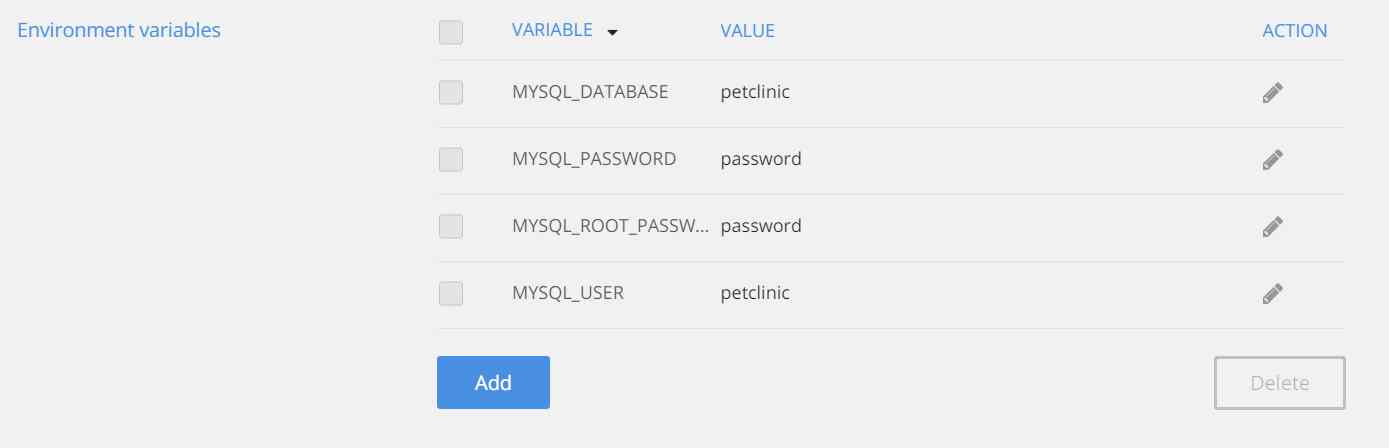 Environment variables
VARIABLE VALUE ACTION
MYSQL_DATABASE petclinic
MYSQL_PASSWORD password
MYSQL_ROOT_PASSW... password
MYSQL_USER petclinic
Add Delete